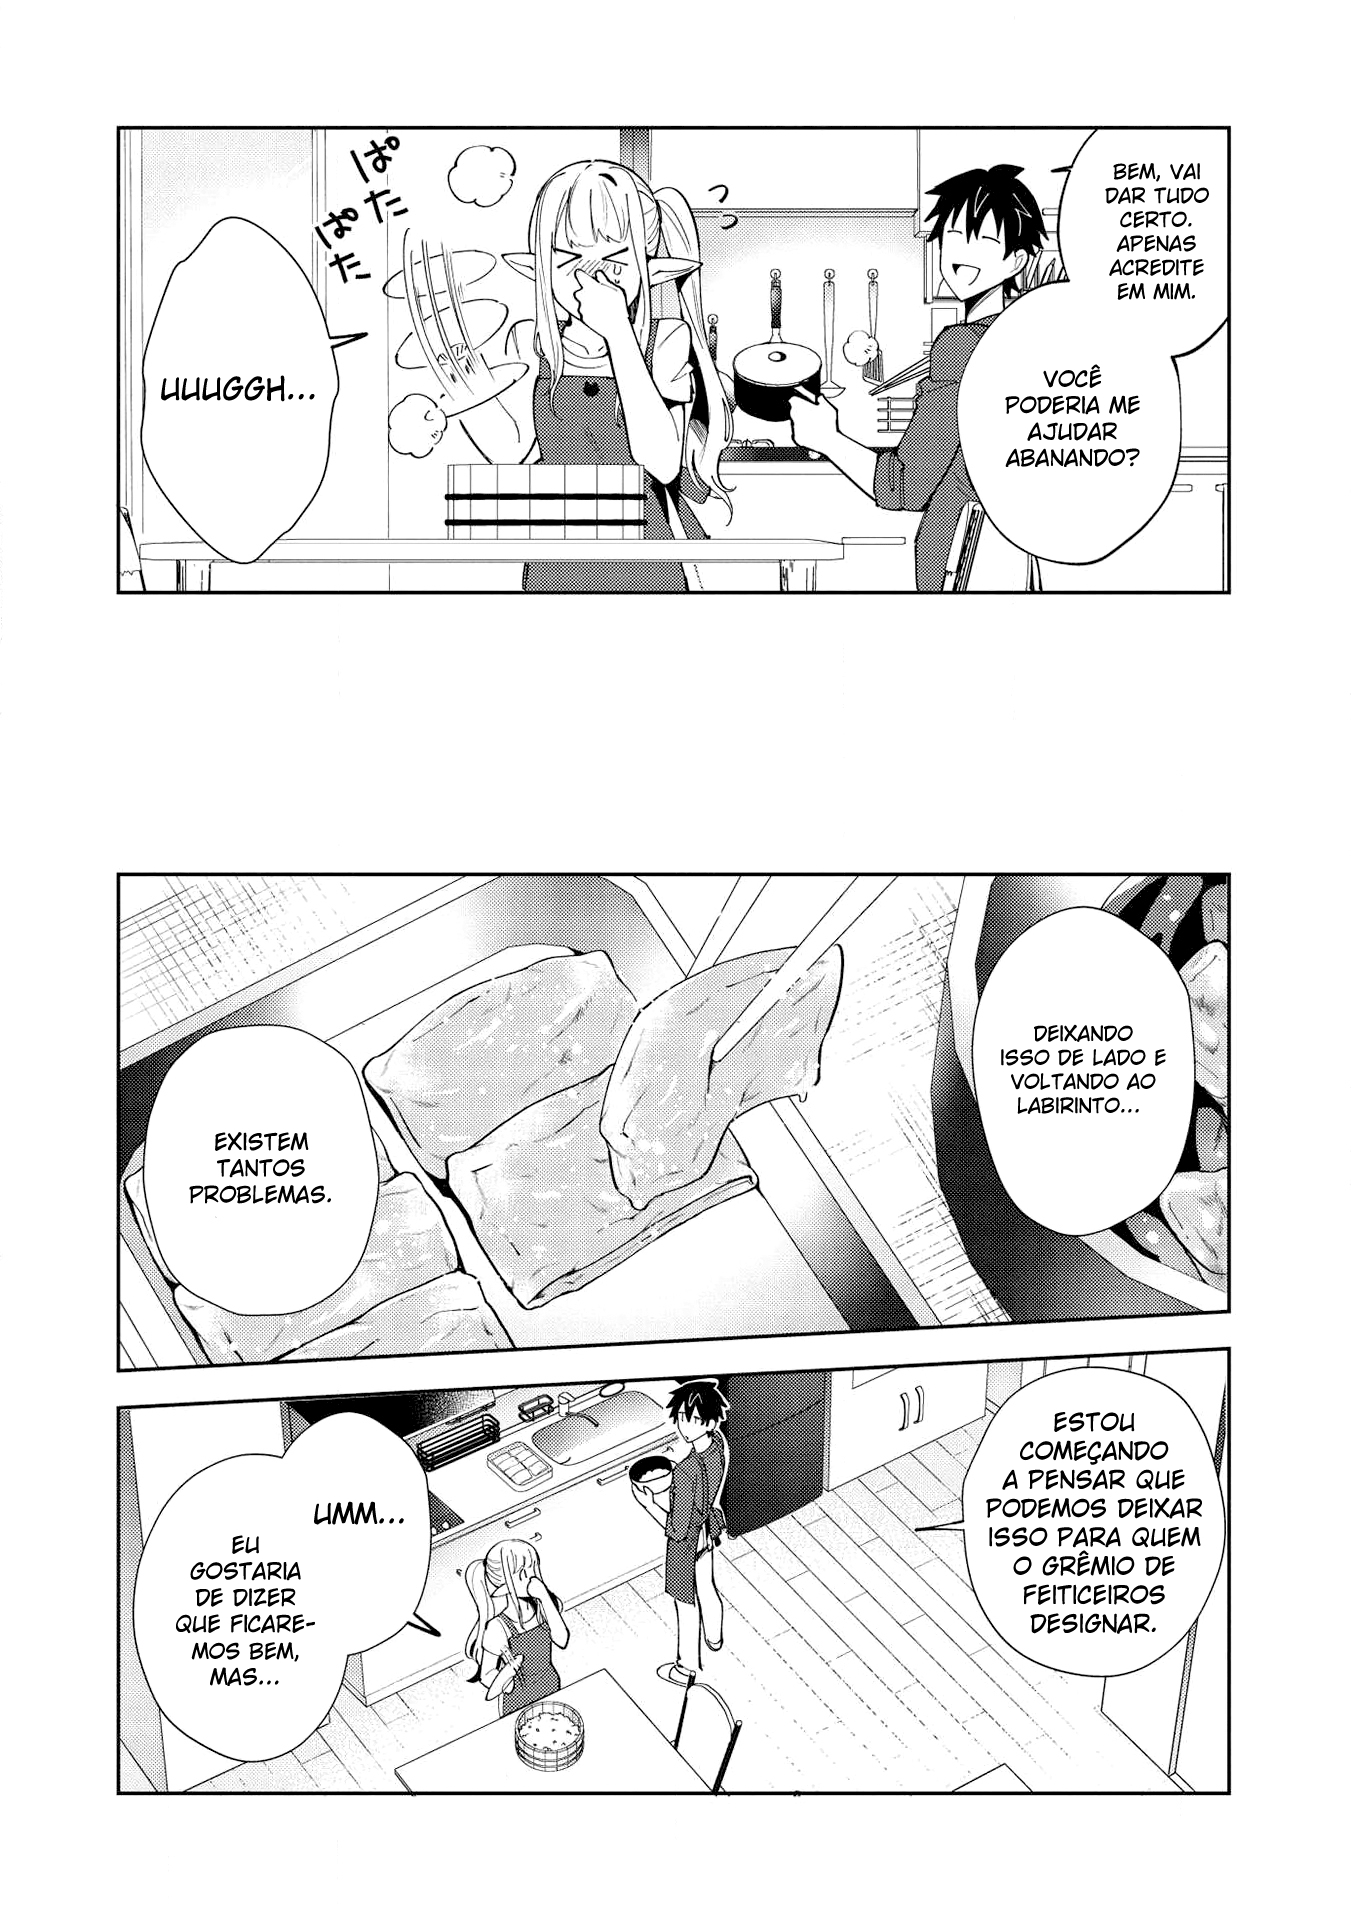 BEM, VAI
DAR TUDO
CERTO.
APENAS
ACREDITE
EM MIM.
VOCÊ
PODERIA ME
AJUDAR
ABANANDO?
っ
っ
ぱた
ぱた
UUUGGH...
DEIXANDO
ISSO DE LADO E
VOLTANDO AO
LABIRINTO...
EXISTEM
TANTOS
PROBLEMAS.
ESTOU
COMEÇANDO
A PENSAR QUE
PODEMOS DEIXAR
ISSO PARA QUEM
O GRÊMIO DE
FEITICEIROS
DESIGNAR.
UMM...
EU
GOSTARIA
DE DIZER
QUE FICARE-
MOS BEM,
MAS...